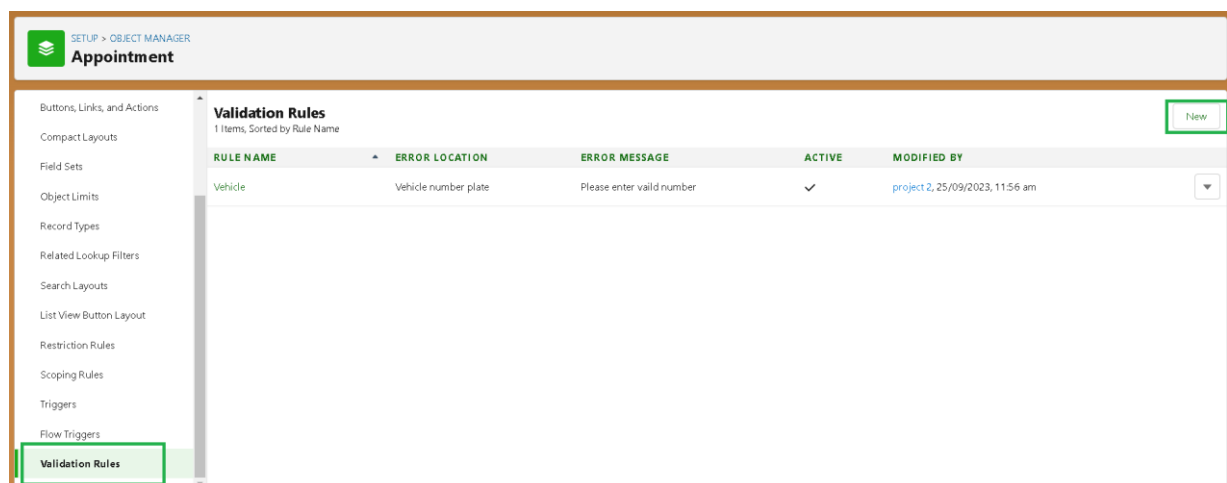 SETUP > OBJECT MANAGER
Appointment
Buttons, Links, and Actions
Compact Layouts
Field Sets
Object Limits
Record Types
Related Lookup Filters
Search Layouts
List View Button Layout
Restriction Rules
Scoping Rules
Triggers
Flow Triggers
Validation Rules
Validation Rules
1 Items, Sorted by Rule Name
New
RULE NAME ERROR LOCATION ERROR MESSAGE ACTIVE MODIFIED BY
Vehicle Vehicle number plate Please enter vaild number project 2, 25/09/2023, 11:56 am